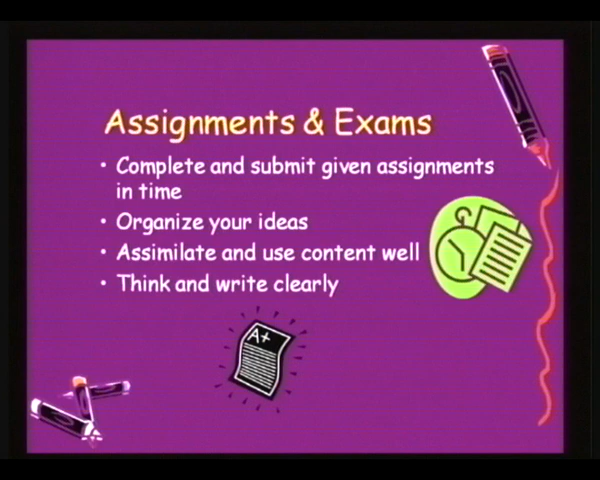 Assignments & Exams
• Complete and submit given assignments
in time
• Organize your ideas
• Assimilate and use content well
• Think and write clearly
A+